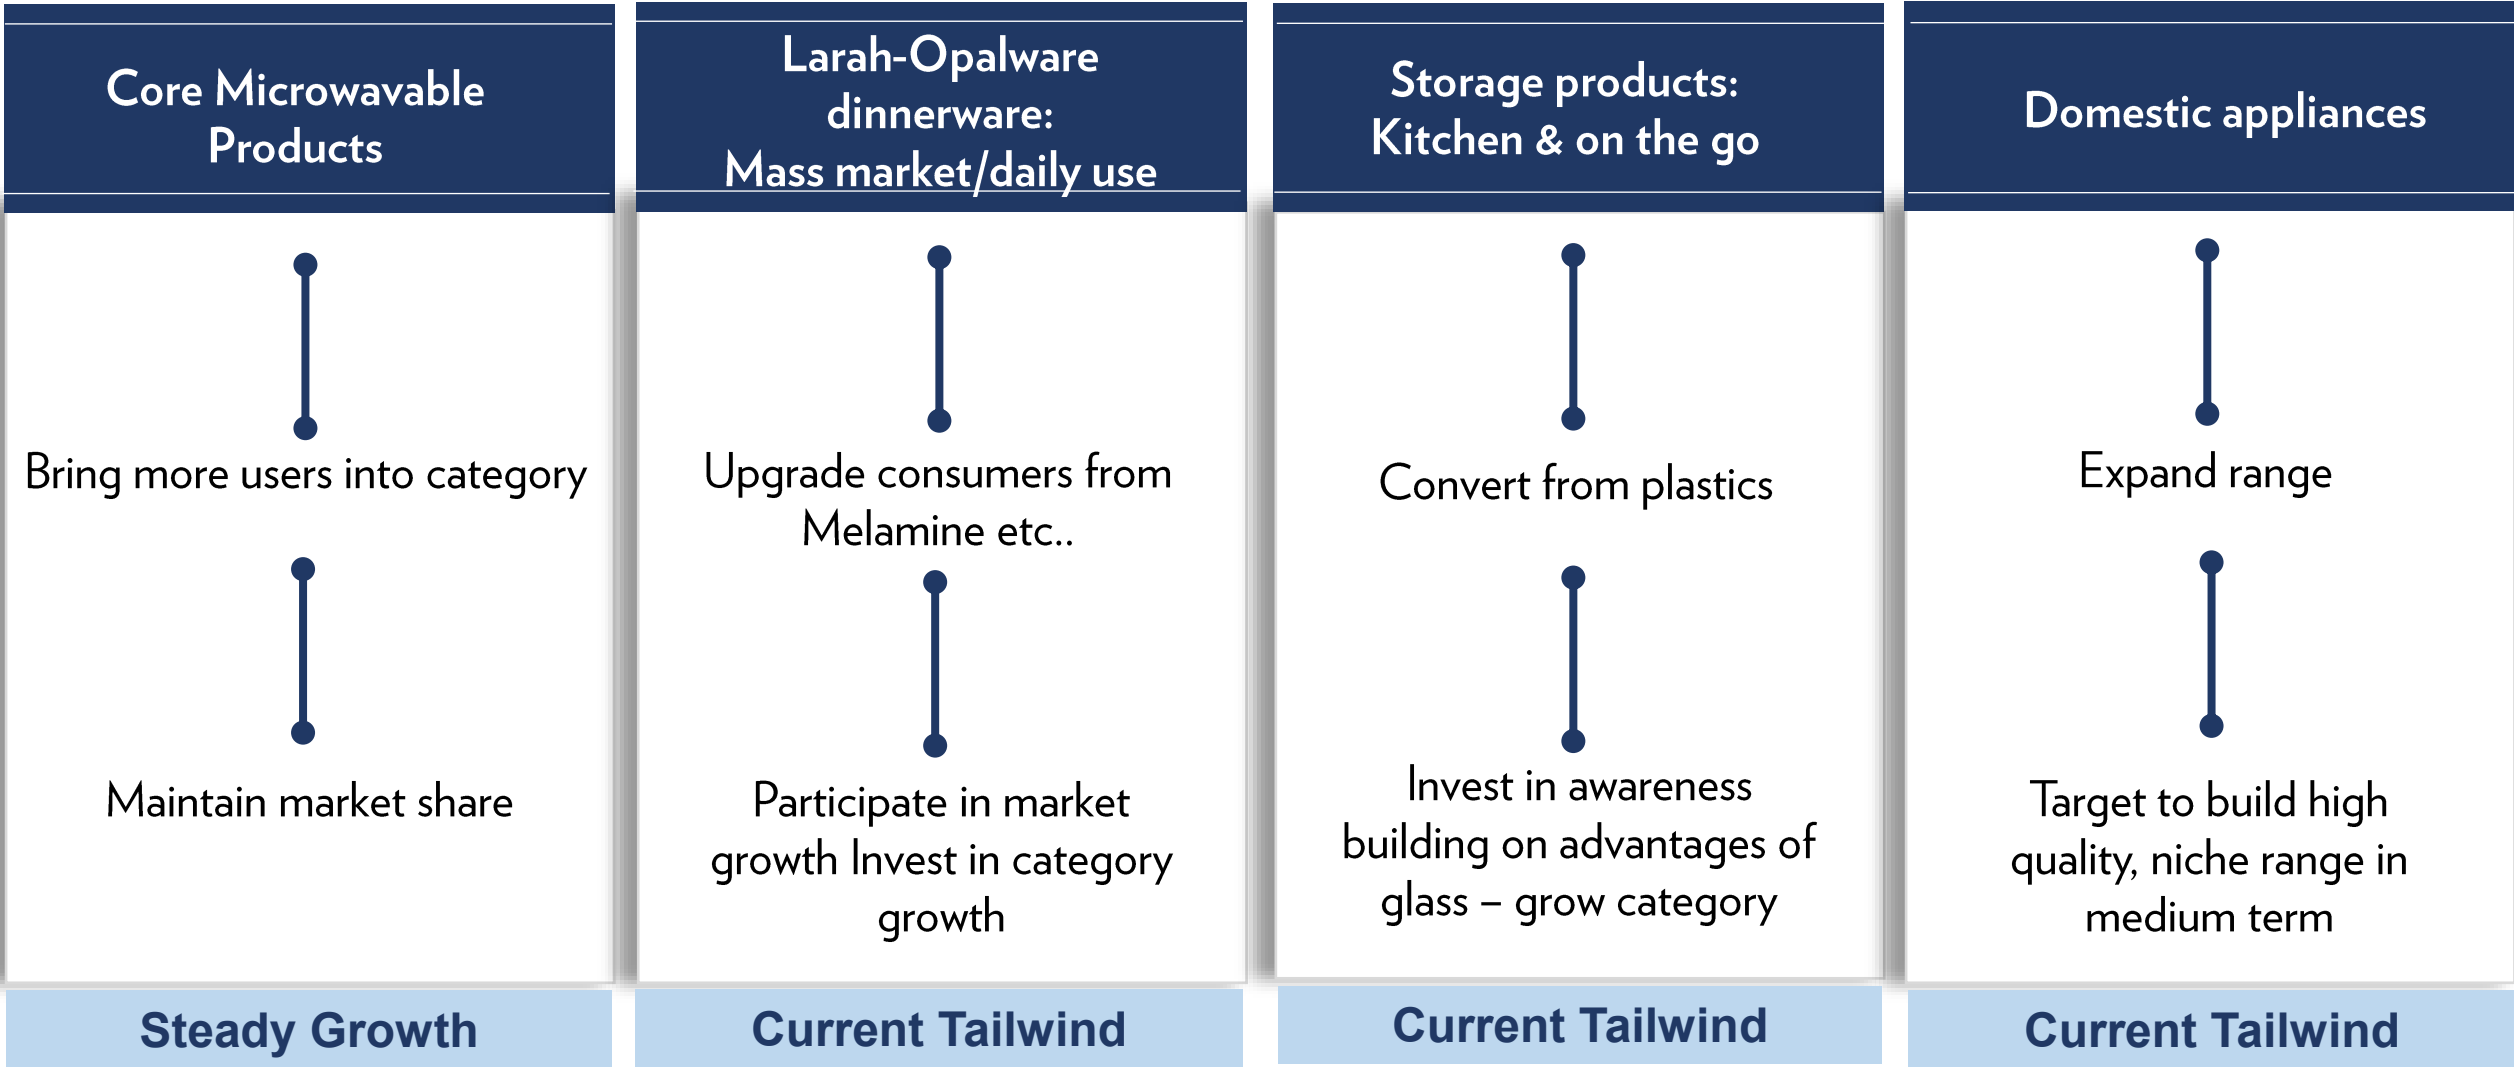 Core Microwavable
Products
Bring more users into category
Maintain market share
Steady Growth
Larah-Opalware
dinnerware:
Mass market/daily use
Upgrade consumers from
Melamine etc..
Participate in market
growth Invest in category
growth
Current Tailwind
Storage products:
Kitchen & on the go
Convert from plastics
Invest in awareness
building on advantages of
glass – grow category
Current Tailwind
Domestic appliances
Expand range
Target to build high
quality, niche range in
medium term
Current Tailwind